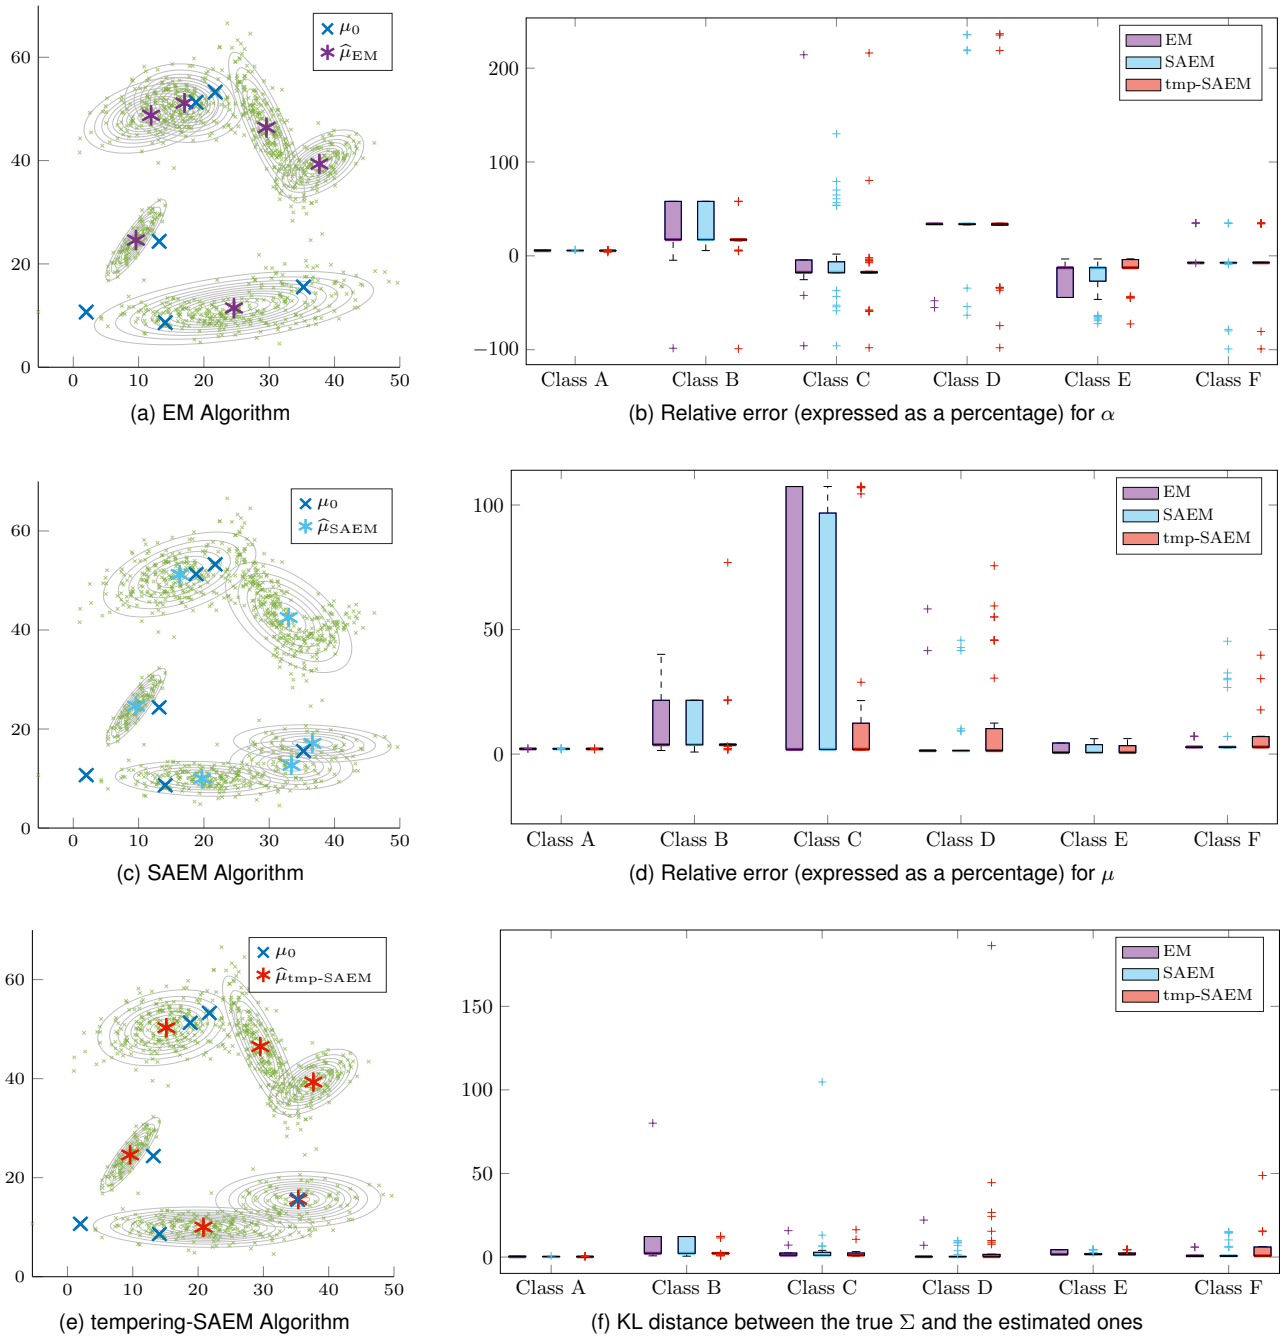 60
40
20
0
0
10
20
30
40
50
μ₀
μ̂EM
(a) EM Algorithm
200
100
0
−100
EM
SAEM
tmp-SAEM
Class A
Class B
Class C
Class D
Class E
Class F
(b) Relative error (expressed as a percentage) for α
60
40
20
0
0
10
20
30
40
50
μ₀
μ̂SAEM
(c) SAEM Algorithm
100
50
0
EM
SAEM
tmp-SAEM
Class A
Class B
Class C
Class D
Class E
Class F
(d) Relative error (expressed as a percentage) for μ
60
40
20
0
0
10
20
30
40
50
μ₀
μ̂tmp-SAEM
(e) tempering-SAEM Algorithm
150
100
50
0
EM
SAEM
tmp-SAEM
Class A
Class B
Class C
Class D
Class E
Class F
(f) KL distance between the true Σ and the estimated ones